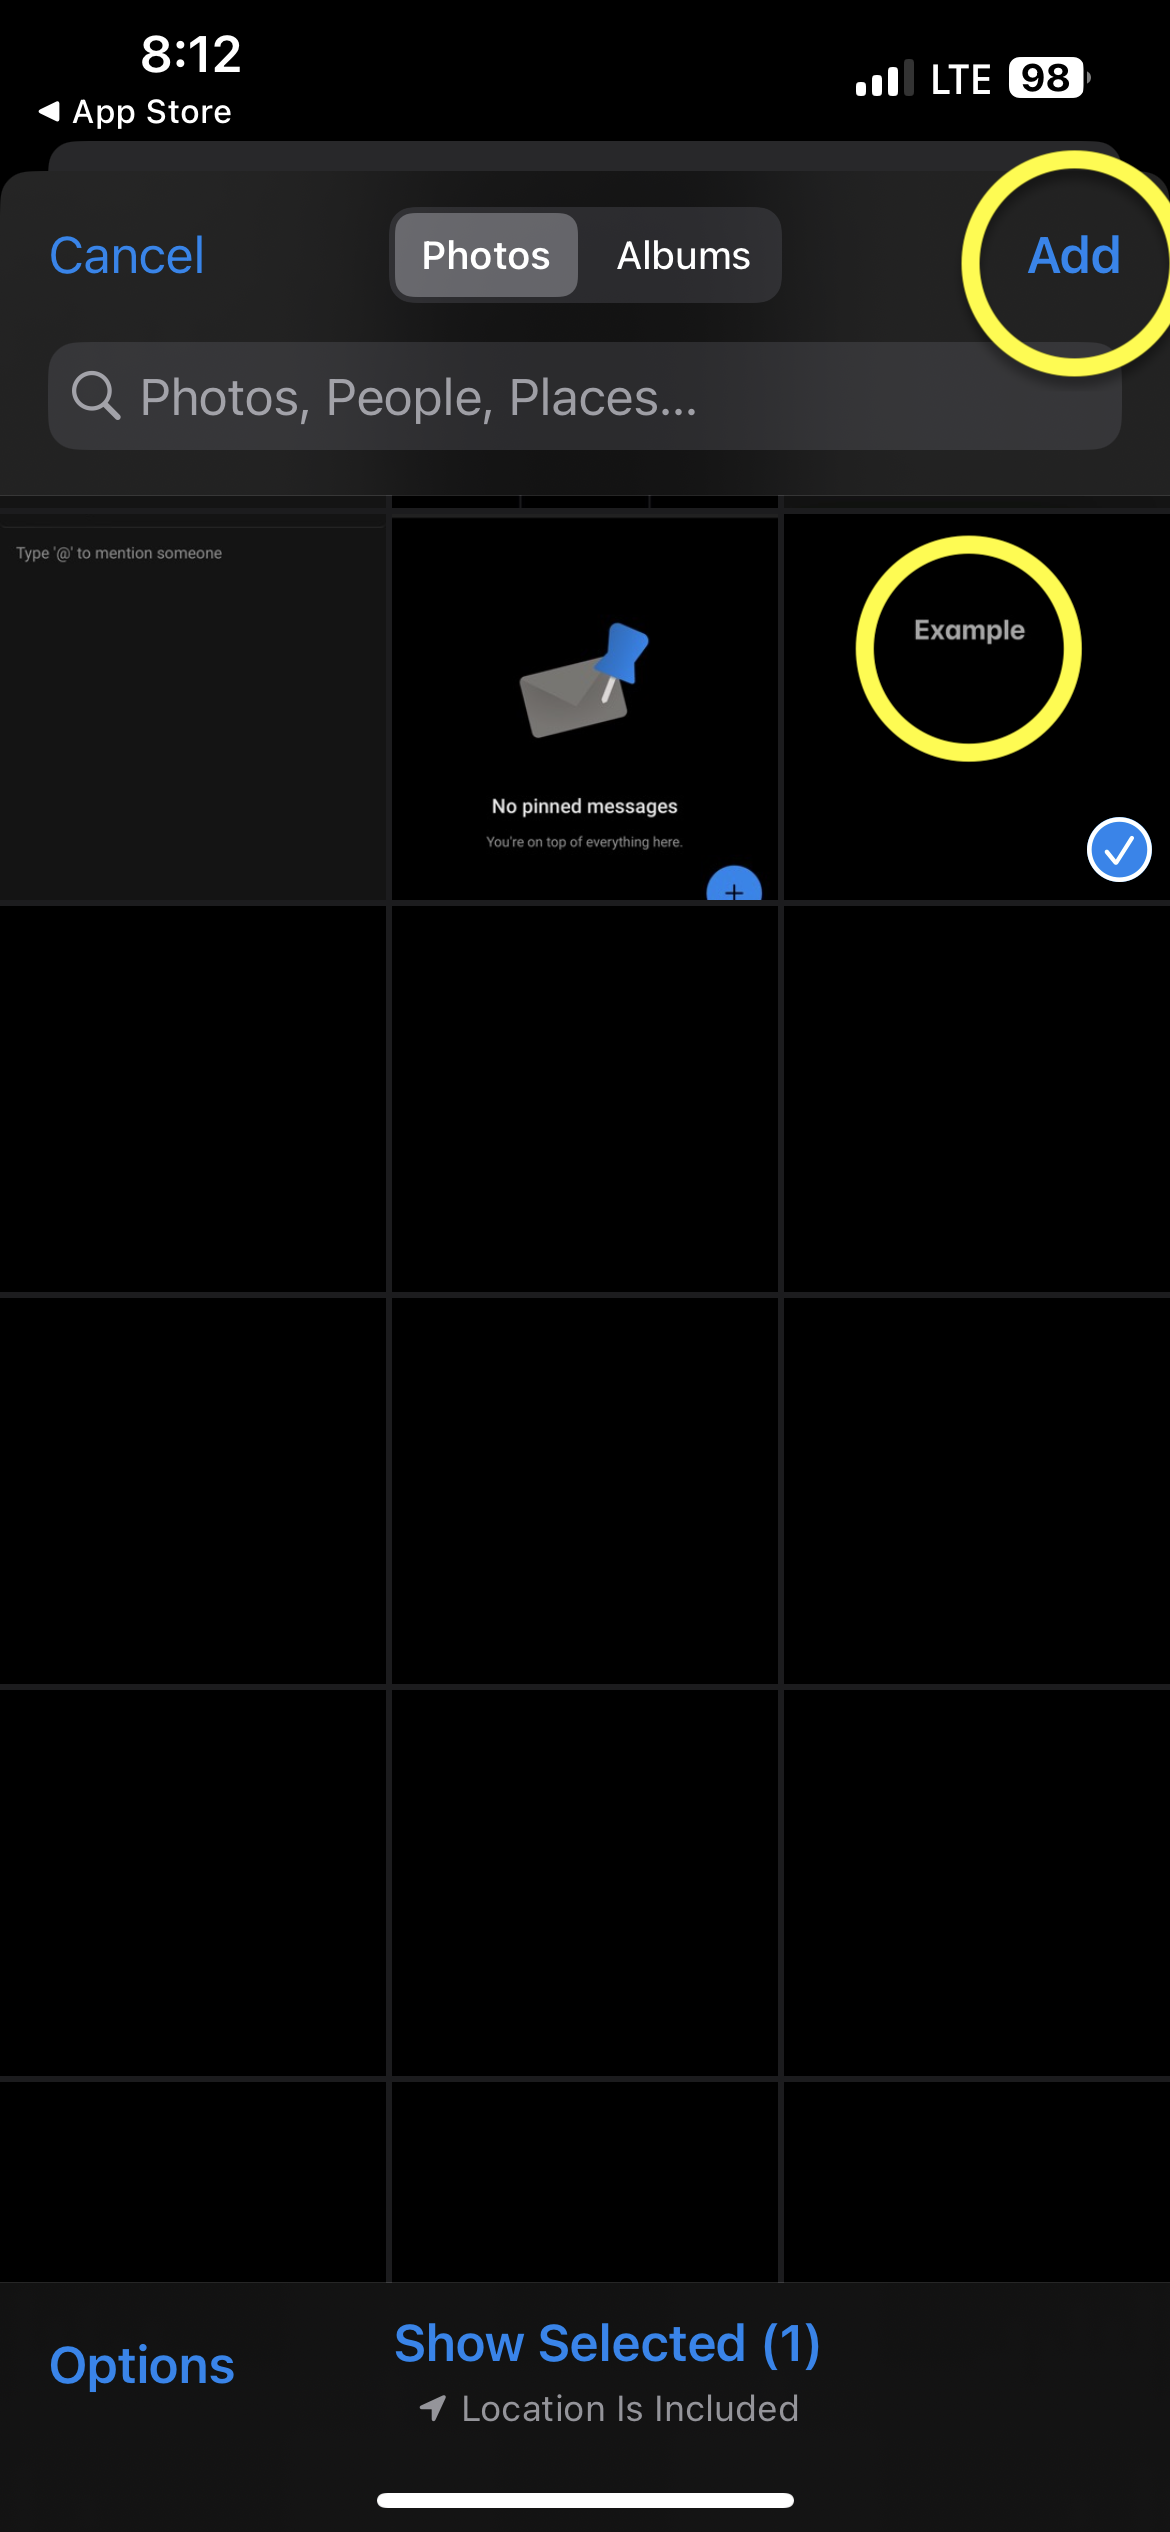 8:12
LTE 98
App Store
Cancel
Photos
Albums
Add
Photos, People, Places...
Type '@' to mention someone
No pinned messages
You're on top of everything here.
Example
Options
Show Selected (1)
Location Is Included